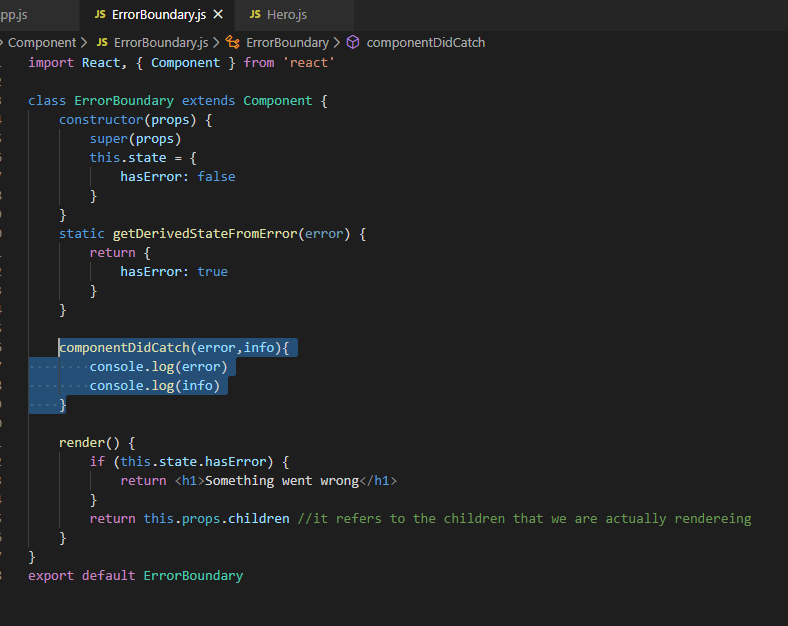 pp.js JS ErrorBoundary.js × JS Hero.js
Component > JS ErrorBoundary.js > ErrorBoundary > componentDidCatch
import React, { Component } from 'react'
class ErrorBoundary extends Component {
constructor(props) {
super(props)
this.state = {
hasError: false
}
}
static getDerivedStateFromError(error) {
return {
hasError: true
}
}
componentDidCatch(error,info){
console.log(error)
console.log(info)
}
render() {
if (this.state.hasError) {
return <h1>Something went wrong</h1>
}
return this.props.children //it refers to the children that we are actually rendereing
}
}
export default ErrorBoundary